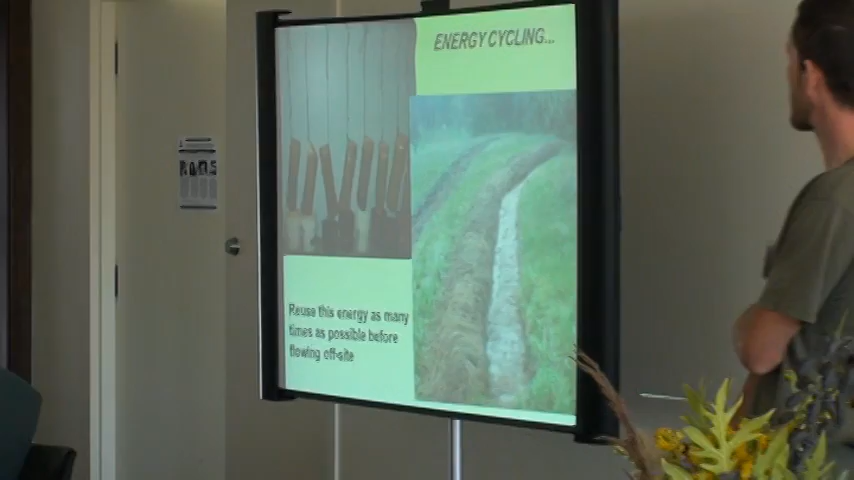 ENERGY CYCLING...
Reuse this energy as many
times as possible before
flowing off-site